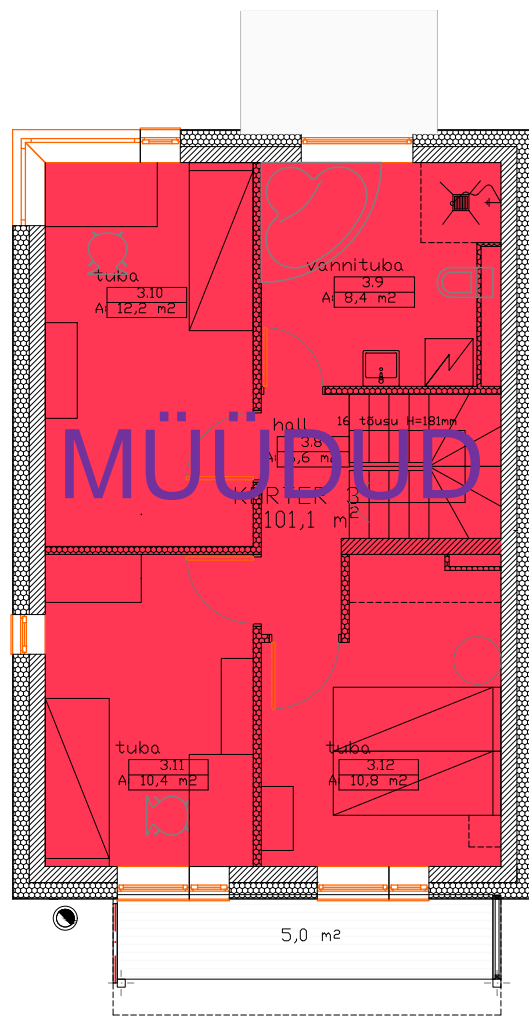 tuba
3.10
A: 12,2 m2
vannituba
3.9
A: 8,4 m2
hall
3.8
16 tõusu H=181mm
MÜÜDUD
101,1 m²
tuba
3.11
A: 10,4 m2
tuba
3.12
A: 10,8 m2
5,0 m²